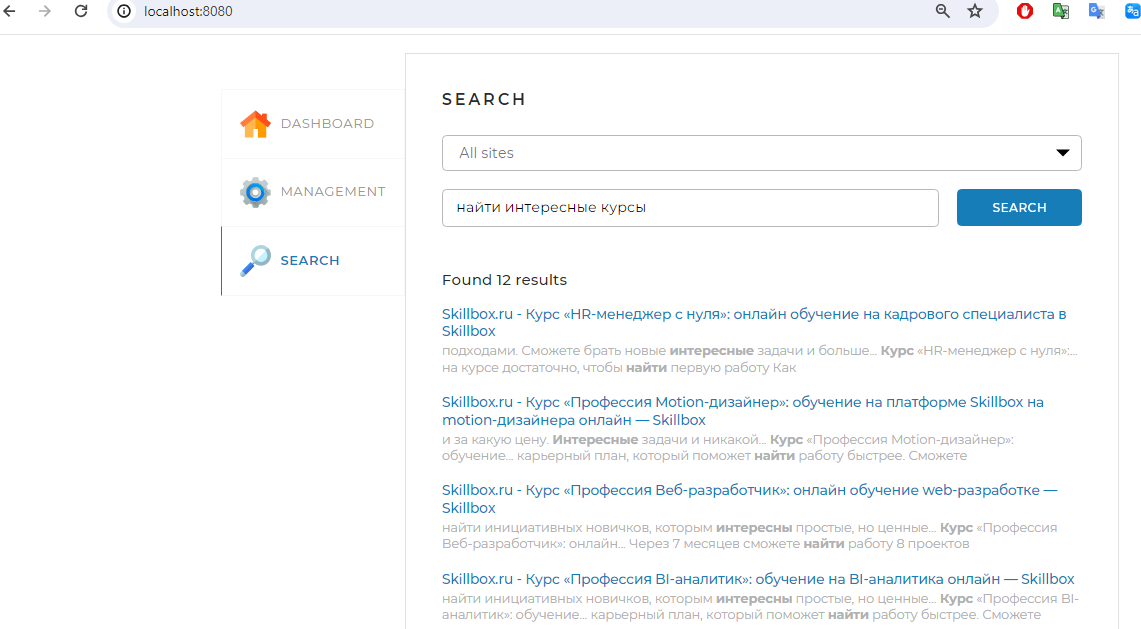 localhost:8080
SEARCH
DASHBOARD
All sites
MANAGEMENT
найти интересные курсы
SEARCH
SEARCH
Found 12 results
Skillbox.ru - Курс «HR-менеджер с нуля»: онлайн обучение на кадрового специалиста в
Skillbox
подходами. Сможете брать новые интересные задачи и больше... Курс «HR-менеджер с нуля»:...
на курсе достаточно, чтобы найти первую работу Как
Skillbox.ru - Курс «Профессия Motion-дизайнер»: обучение на платформе Skillbox на
motion-дизайнера онлайн — Skillbox
и за какую цену. Интересные задачи и никакой... Курс «Профессия Motion-дизайнер»:
обучение... карьерный план, который поможет найти работу быстрее. Сможете
Skillbox.ru - Курс «Профессия Веб-разработчик»: онлайн обучение web-разработке —
Skillbox
найти инициативных новичков, которым интересны простые, но ценные... Курс «Профессия
Веб-разработчик»: онлайн... Через 7 месяцев сможете найти работу 8 проектов
Skillbox.ru - Курс «Профессия BI-аналитик»: обучение на BI-аналитика онлайн — Skillbox
найти инициативных новичков, которым интересны простые, но ценные... Курс «Профессия BI-
аналитик»: обучение... карьерный план, который поможет найти работу быстрее. Сможете